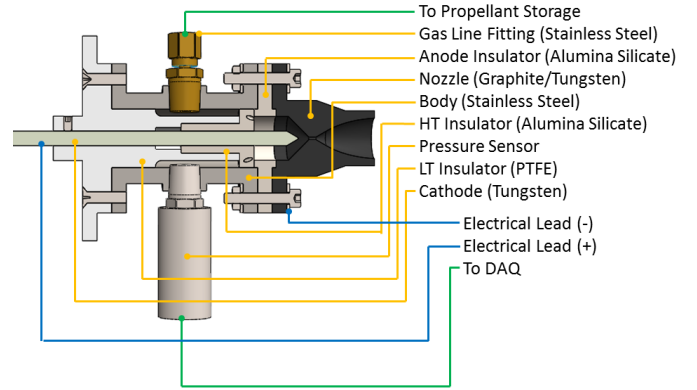 To Propellant Storage
Gas Line Fitting (Stainless Steel)
Anode Insulator (Alumina Silicate)
Nozzle (Graphite/Tungsten)
Body (Stainless Steel)
HT Insulator (Alumina Silicate)
Pressure Sensor
LT Insulator (PTFE)
Cathode (Tungsten)
Electrical Lead (-)
Electrical Lead (+)
To DAQ